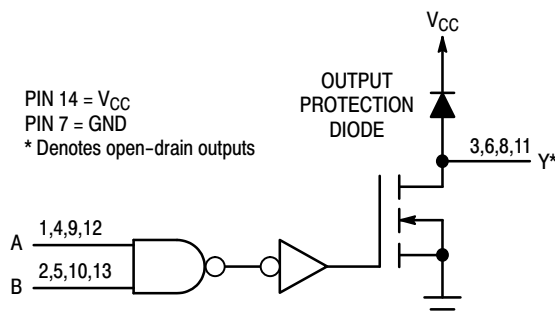 VCC
OUTPUT
PROTECTION
DIODE
PIN 14 = VCC
PIN 7 = GND
* Denotes open-drain outputs
3,6,8,11
Y*
A
1,4,9,12
B
2,5,10,13